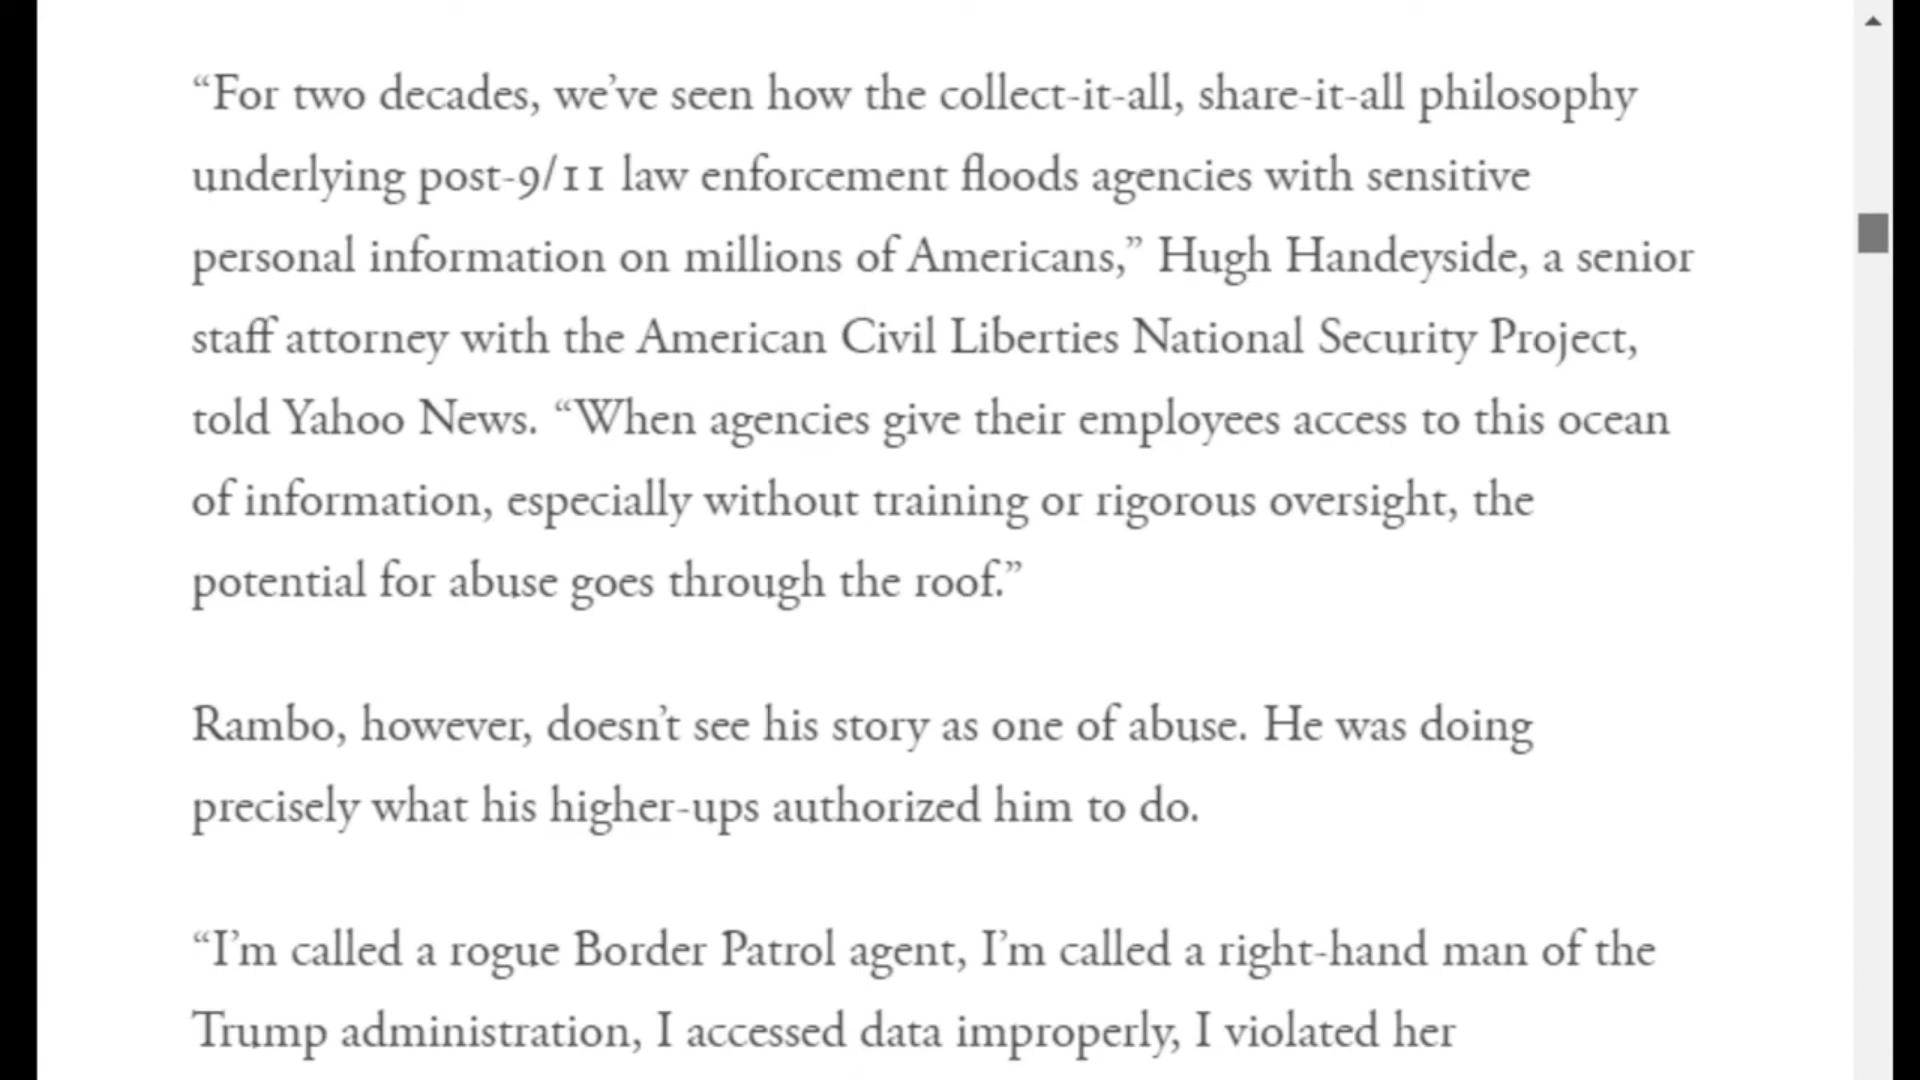 “For two decades, we’ve seen how the collect-it-all, share-it-all philosophy
underlying post-9/11 law enforcement floods agencies with sensitive
personal information on millions of Americans,” Hugh Handeyside, a senior
staff attorney with the American Civil Liberties National Security Project,
told Yahoo News. “When agencies give their employees access to this ocean
of information, especially without training or rigorous oversight, the
potential for abuse goes through the roof.”
Rambo, however, doesn’t see his story as one of abuse. He was doing
precisely what his higher-ups authorized him to do.
“I’m called a rogue Border Patrol agent, I’m called a right-hand man of the
Trump administration, I accessed data improperly, I violated her